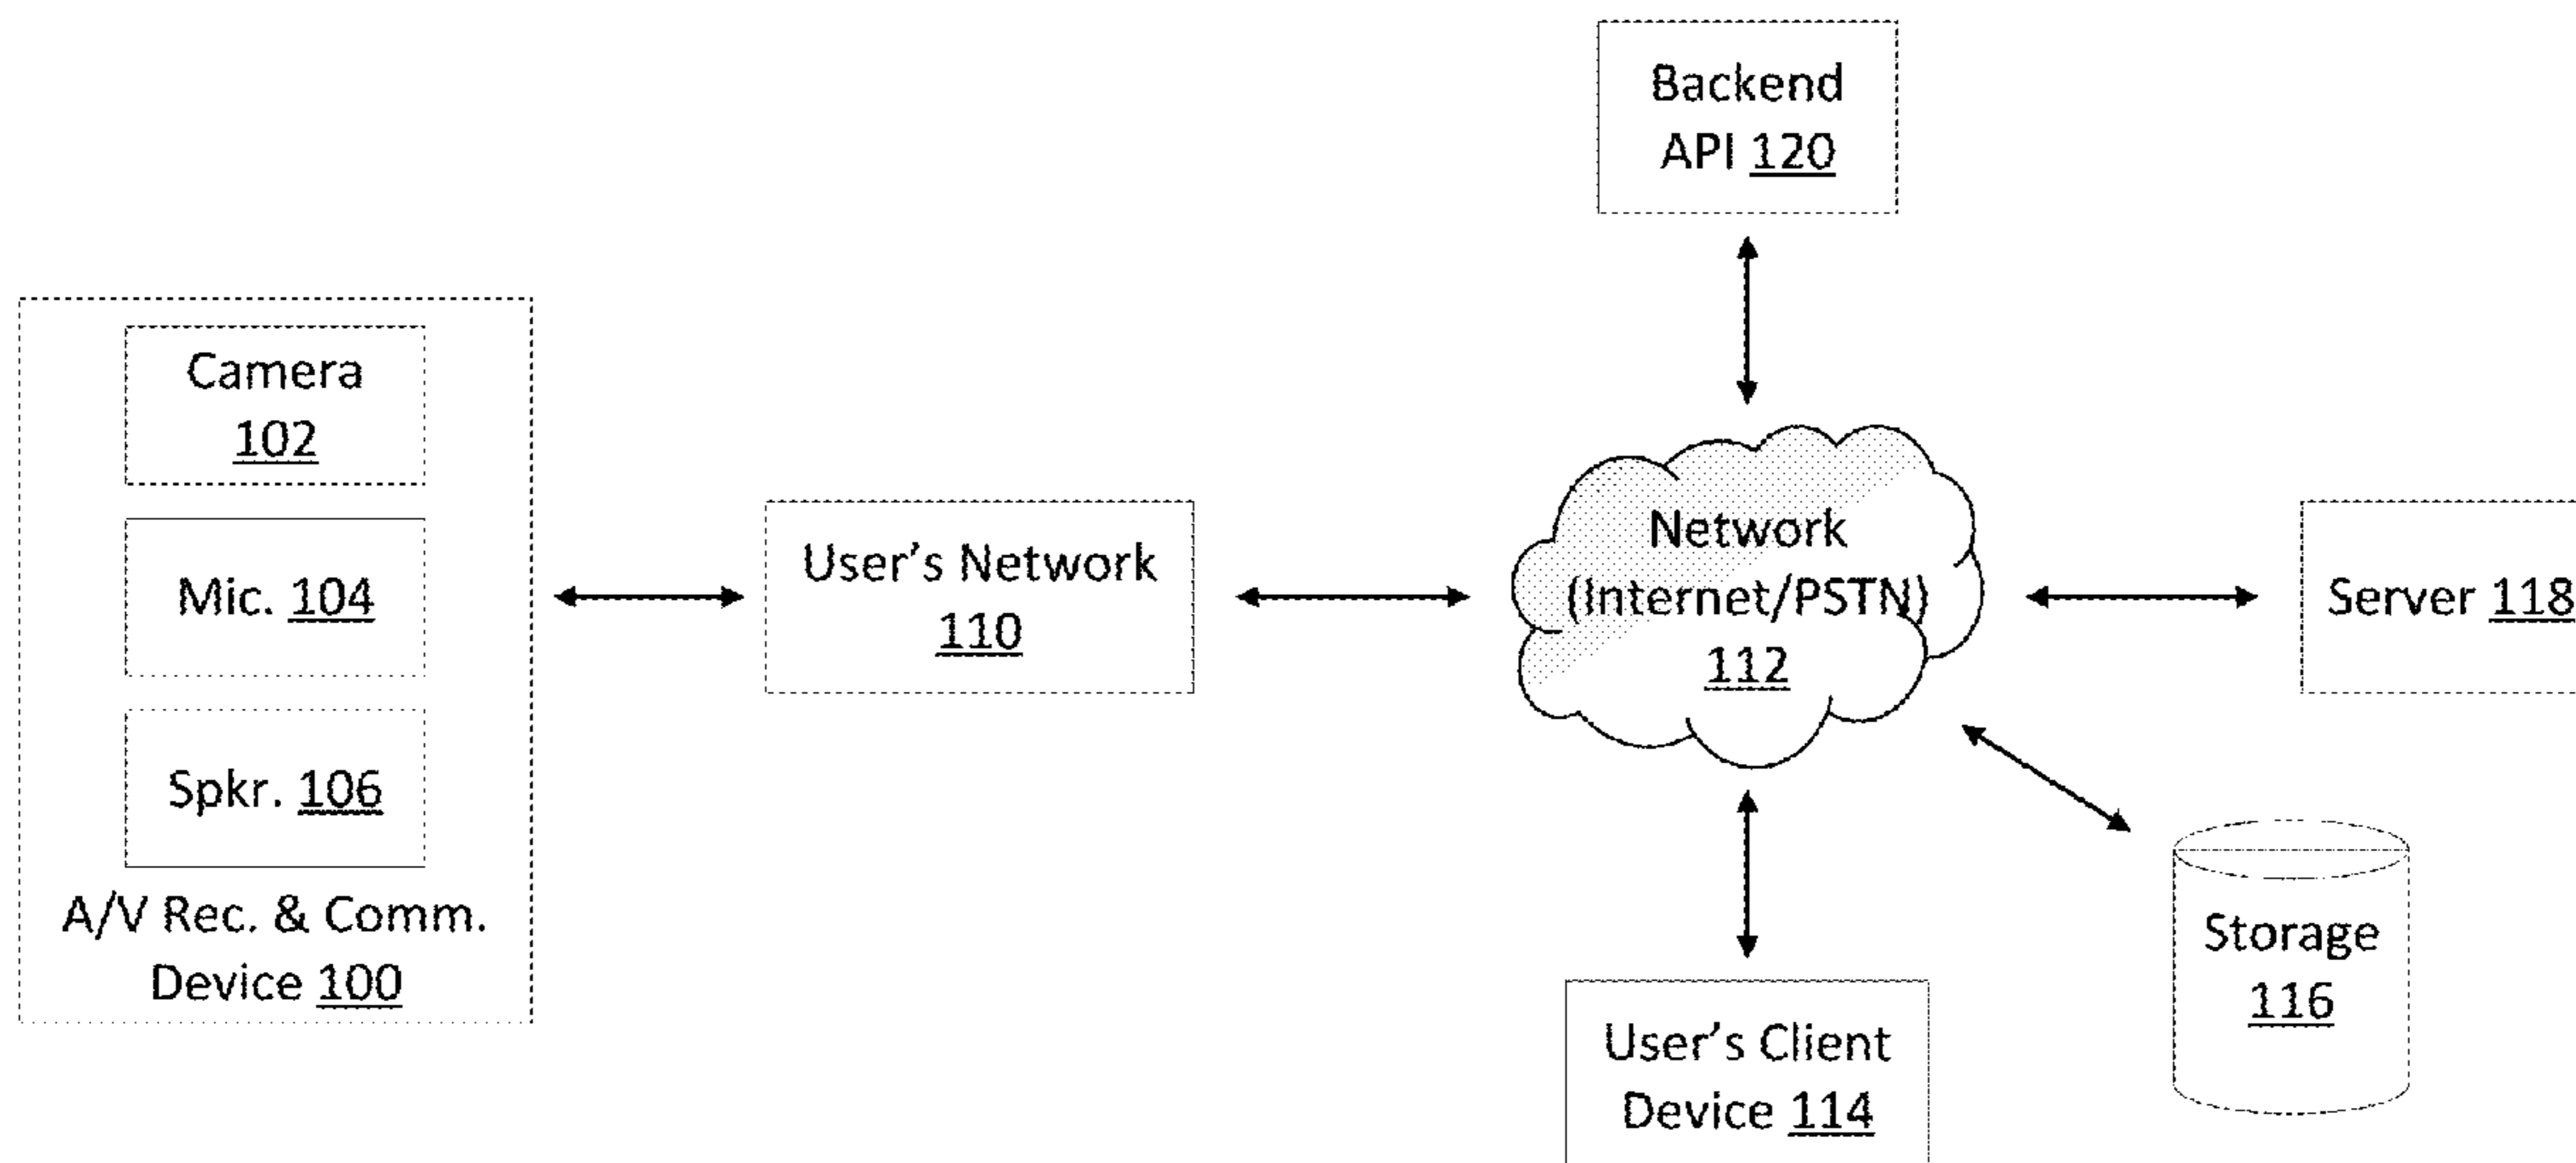 Backend
API 120
Camera
102
Mic. 104
Spkr. 106
A/V Rec. & Comm.
Device 100
User's Network
110
Network
(Internet/PSTN)
112
Server 118
Storage
116
User's Client
Device 114